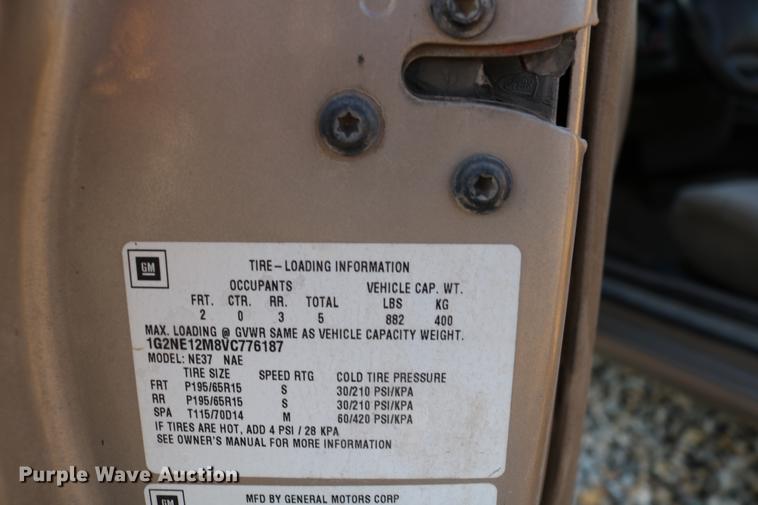 GM
TIRE-LOADING INFORMATION
OCCUPANTS VEHICLE CAP. WT.
FRT. CTR. RR. TOTAL LBS KG
2 0 3 5 882 400
MAX. LOADING @ GVWR SAME AS VEHICLE CAPACITY WEIGHT.
1G2NE12M8VC776187
MODEL: NE37 NAE
TIRE SIZE SPEED RTG COLD TIRE PRESSURE
FRT P195/65R15 S 30/210 PSI/KPA
RR P195/65R15 S 30/210 PSI/KPA
SPA T115/70D14 M 60/420 PSI/KPA
IF TIRES ARE HOT, ADD 4 PSI / 28 KPA
SEE OWNER'S MANUAL FOR MORE INFORMATION
Purple Wave Auction
GM
MFD BY GENERAL MOTORS CORP